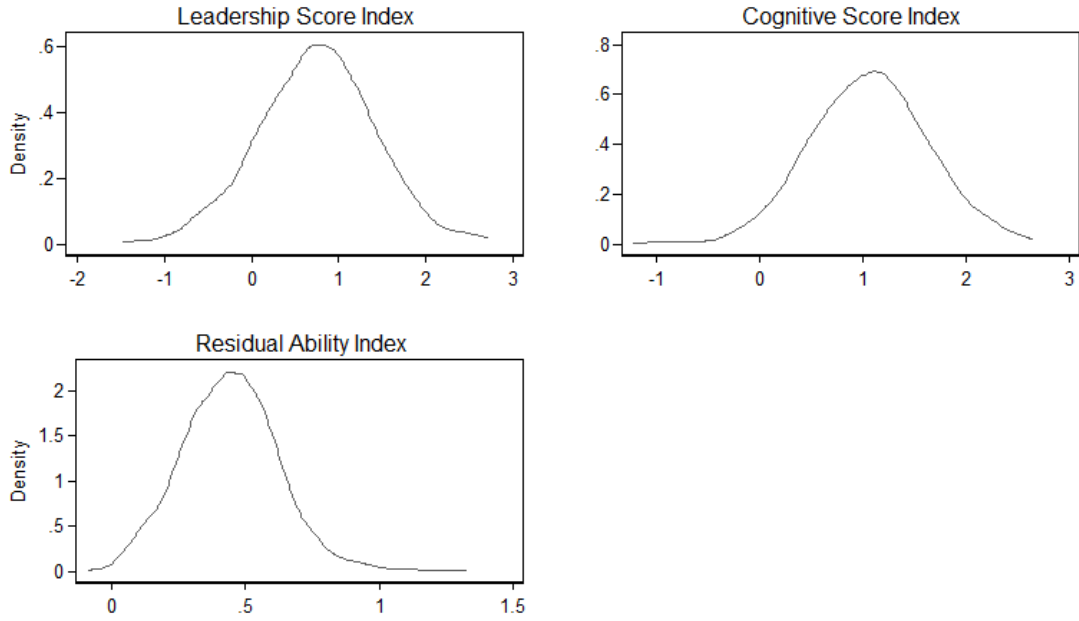 Leadership Score Index
Density
.6
.4
.2
0
-2 -1 0 1 2 3
Cognitive Score Index
.8
.6
.4
.2
0
-1 0 1 2 3
Residual Ability Index
Density
2
1.5
1
.5
0
0 .5 1 1.5